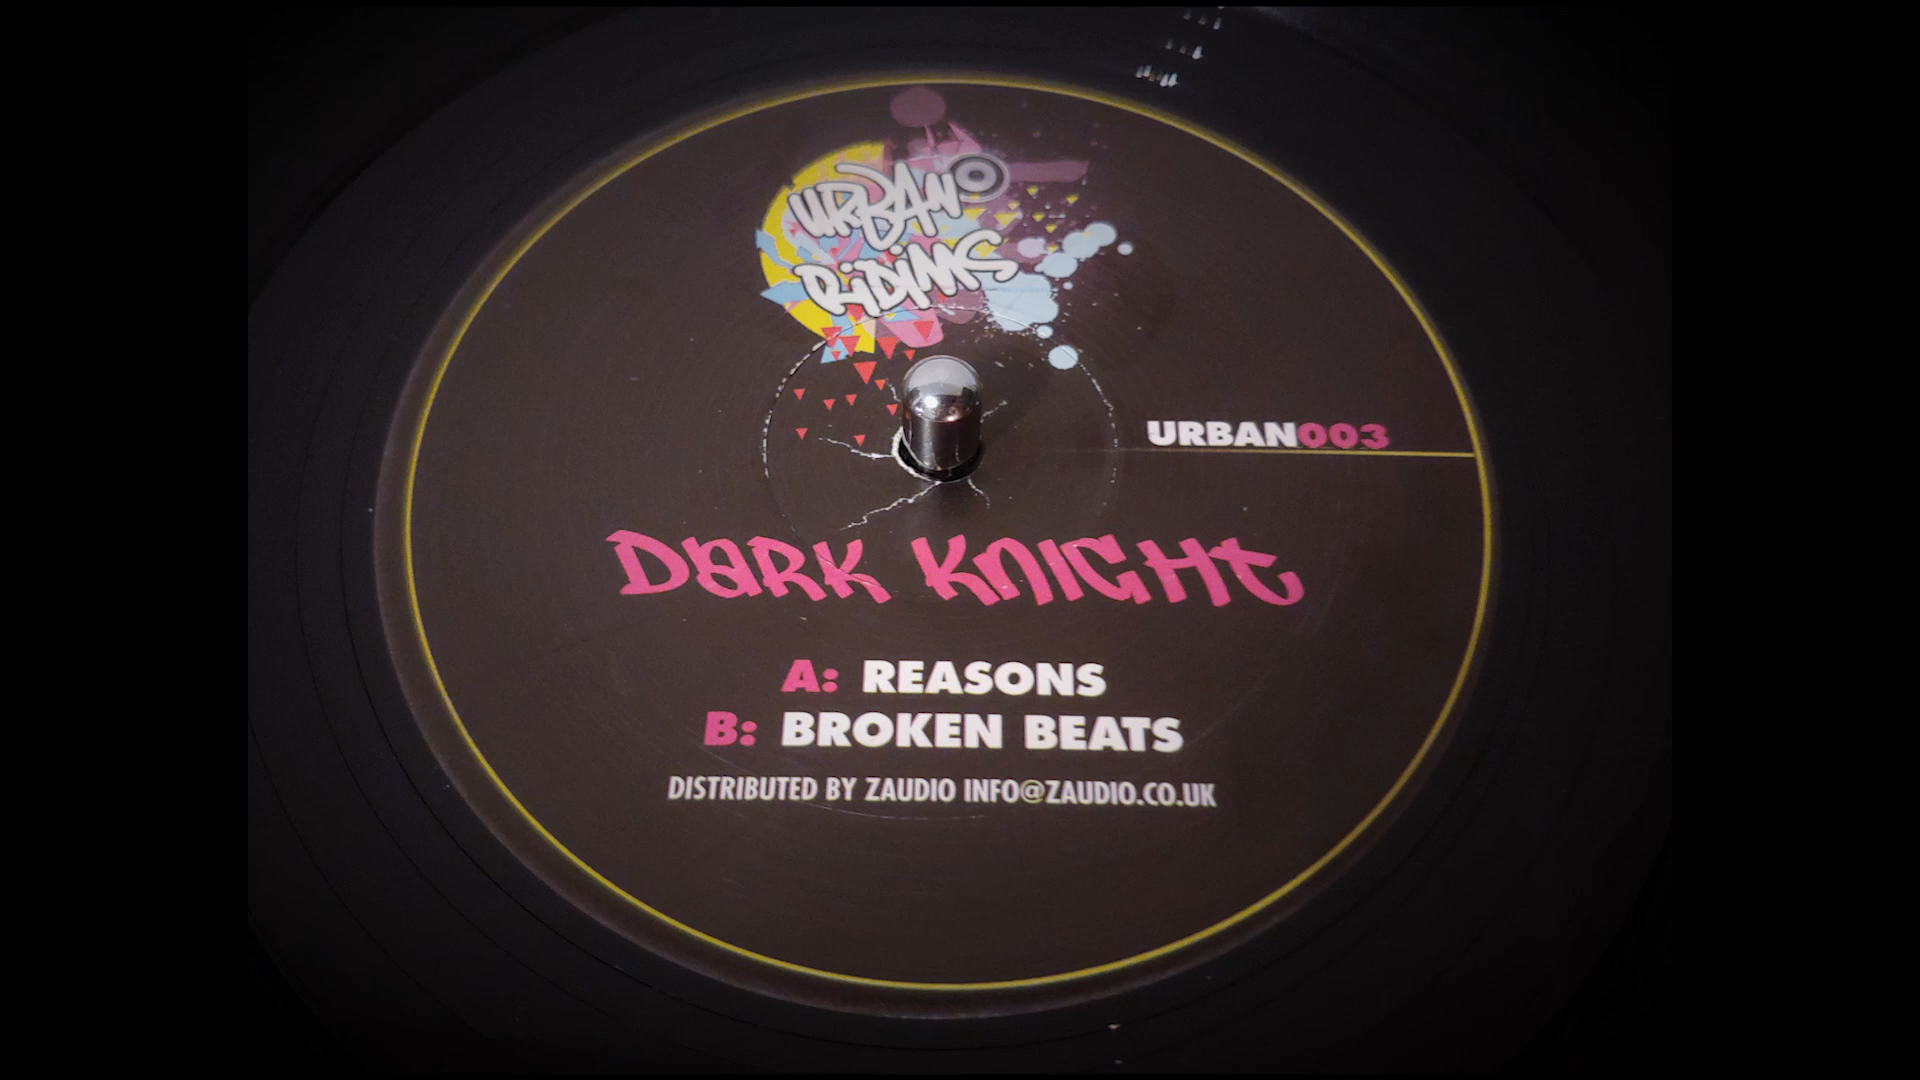 URBAN
RIDIMS
URBAN003
DARK KNIGHT
A: REASONS
B: BROKEN BEATS
DISTRIBUTED BY ZAUDIO INFO@ZAUDIO.CO.UK